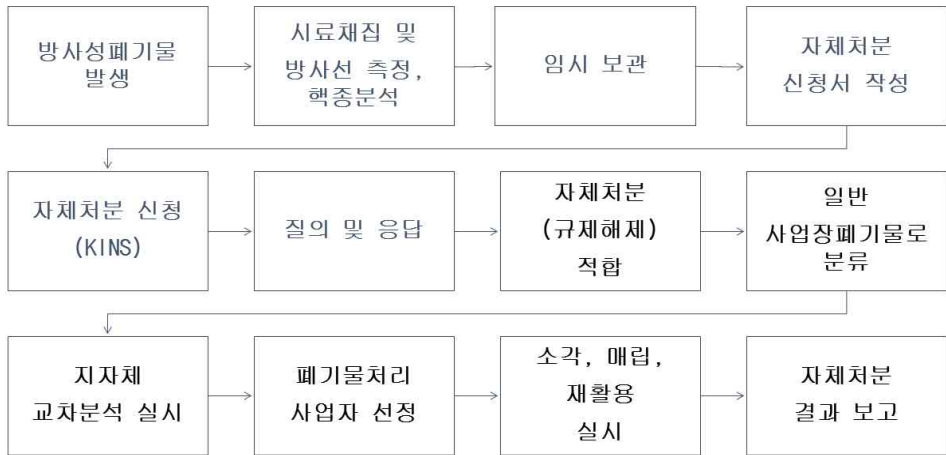 방사성폐기물
발생
시료채집 및
방사선 측정,
핵종분석
임시 보관
자체처분
신청서 작성
자체처분 신청
(KINS)
질의 및 응답
자체처분
(규제해제)
적합
일반
사업장폐기물로
분류
지자체
교차분석 실시
폐기물처리
사업자 선정
소각, 매립,
재활용
실시
자체처분
결과 보고